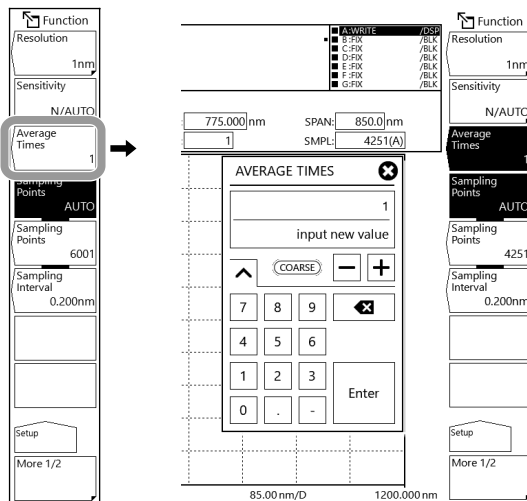 Function
Resolution
1nm
Sensitivity
N/AUTO
Average
Times
1
Sampling
Points
AUTO
Sampling
Points
6001
Sampling
Interval
0.200nm
Setup
More 1/2
A:WRITE /DSP
B:FIX /BLK
C:FIX /BLK
D:FIX /BLK
E:FIX /BLK
F:FIX /BLK
G:FIX /BLK
775.000 nm SPAN: 850.0 nm
1 SMPL: 4251(A)
AVERAGE TIMES
1
input new value
COARSE
7 8 9
4 5 6
1 2 3
Enter
0 . -
85.00 nm/D 1200.000 nm
Function
Resolution
1nm
Sensitivity
N/AUTO
Average
Times
1
Sampling
Points
AUTO
Sampling
Points
4251
Sampling
Interval
0.200nm
Setup
More 1/2